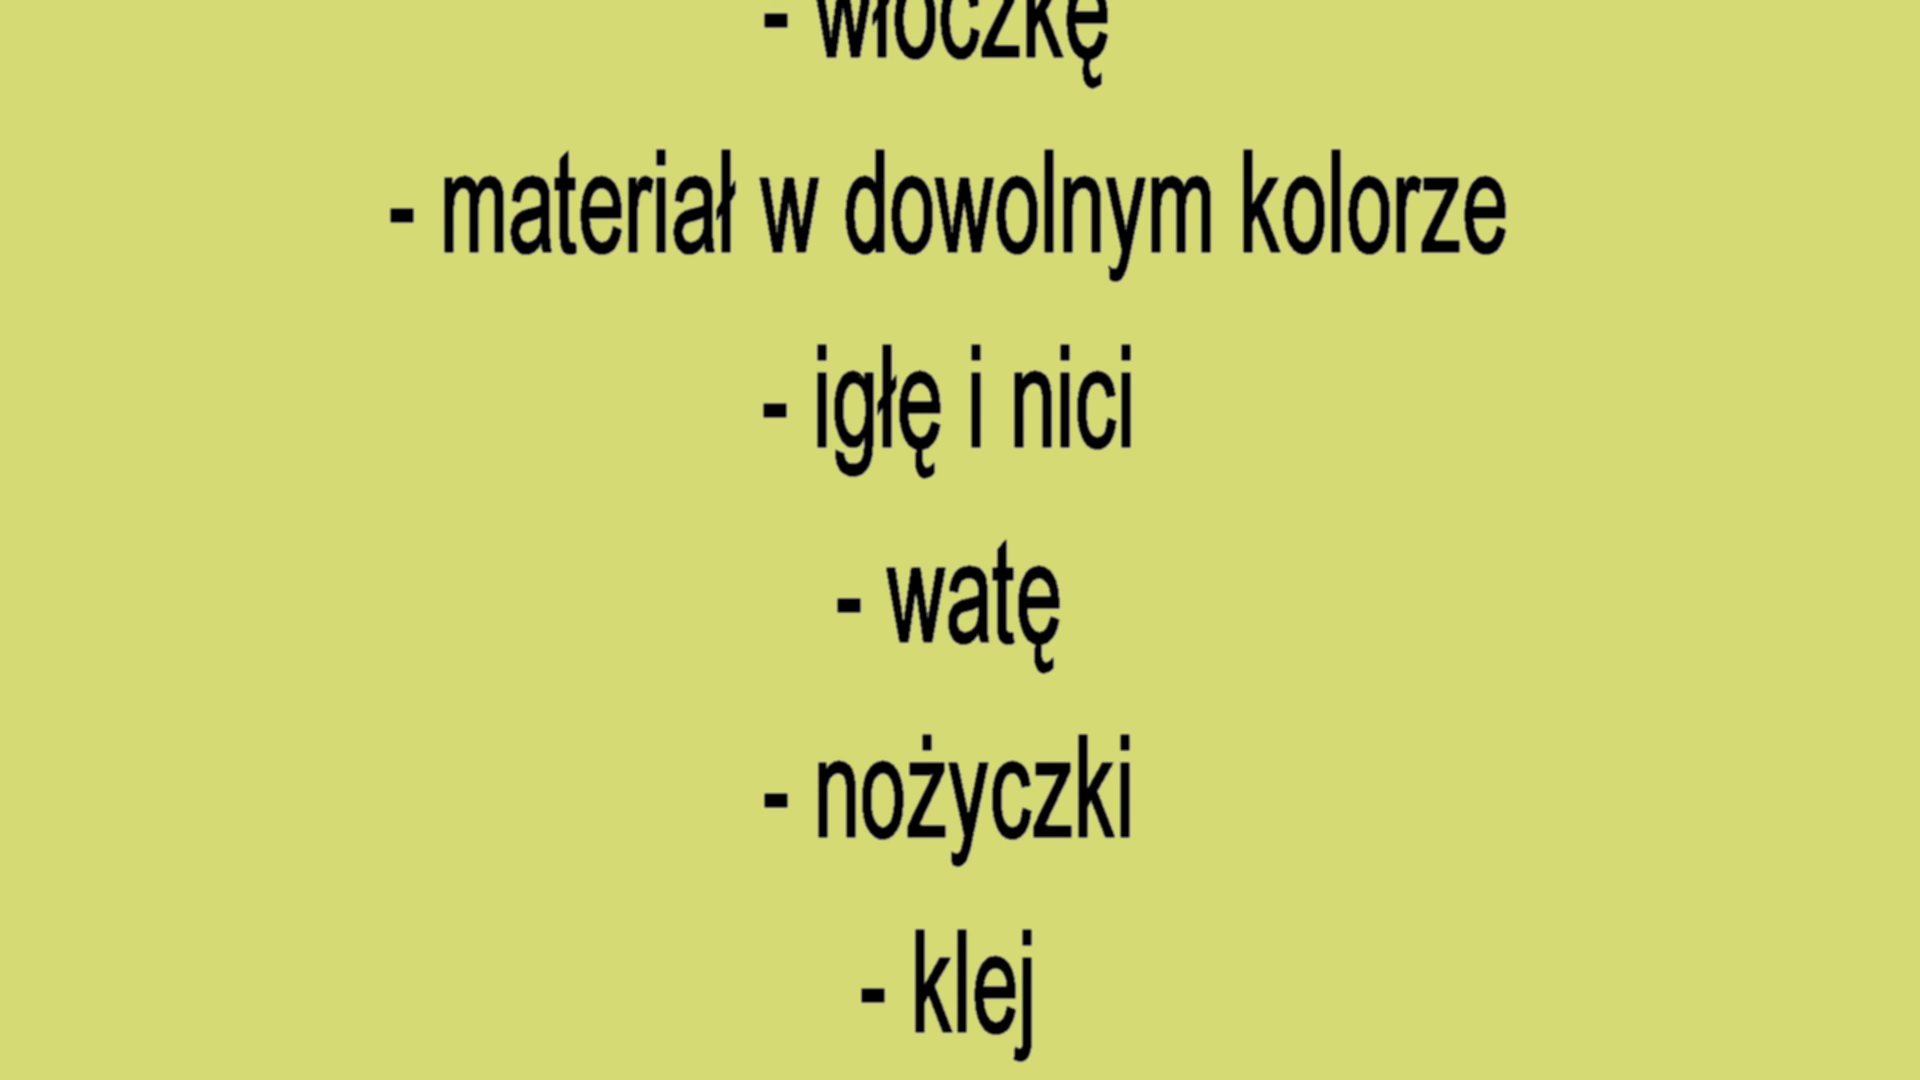 - włóczkę
- materiał w dowolnym kolorze
- igłę i nici
- watę
- nożyczki
- klej